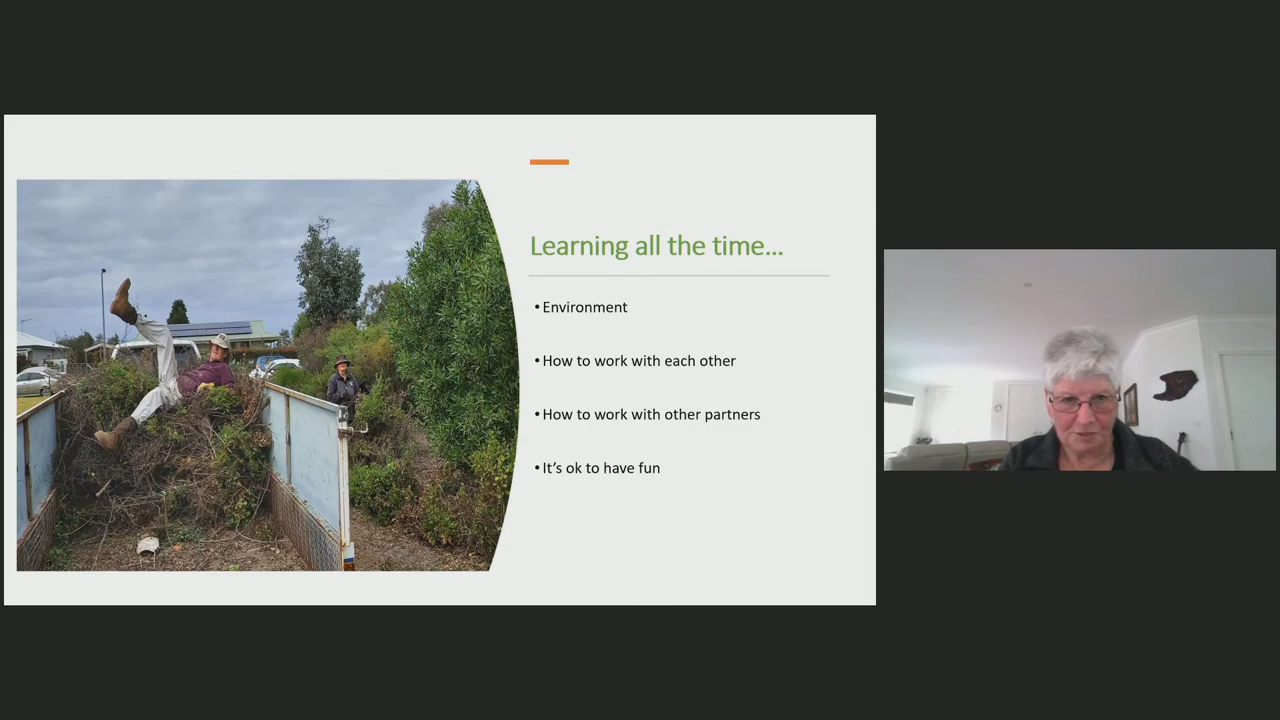 Learning all the time...
• Environment
• How to work with each other
• How to work with other partners
• It's ok to have fun